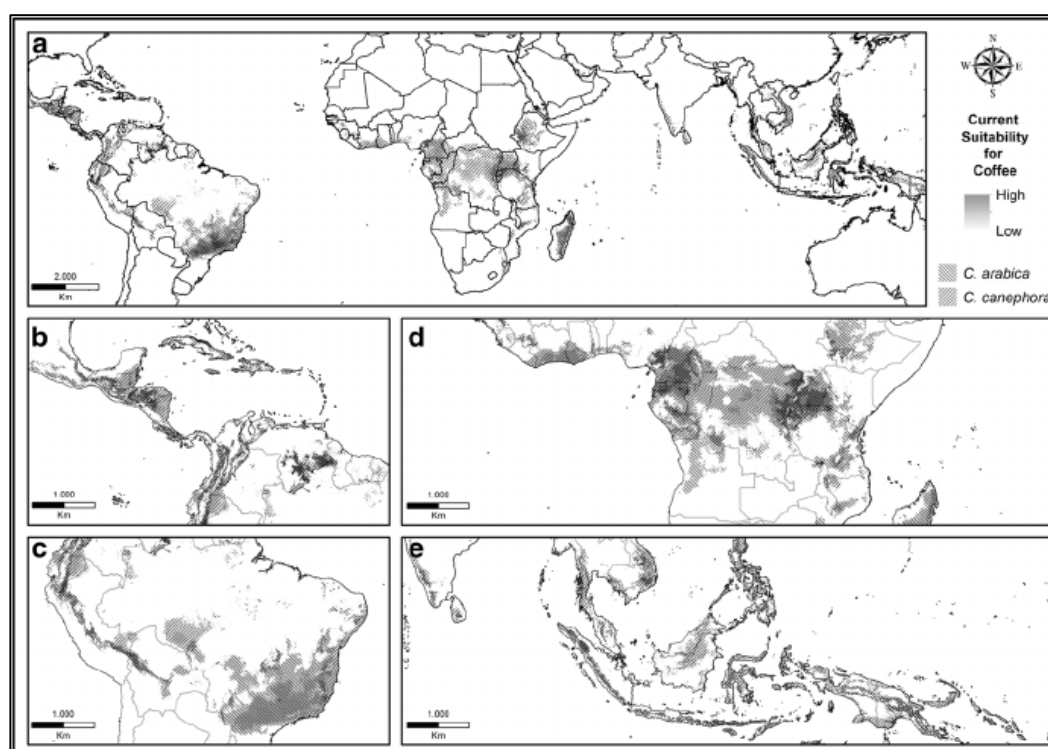 a
N
W E
S
Current
Suitability
for
Coffee
High
Low
C. arabica
C. canephora
2.000
Km
b
1.000
Km
d
1.000
Km
c
1.000
Km
e
1.000
Km